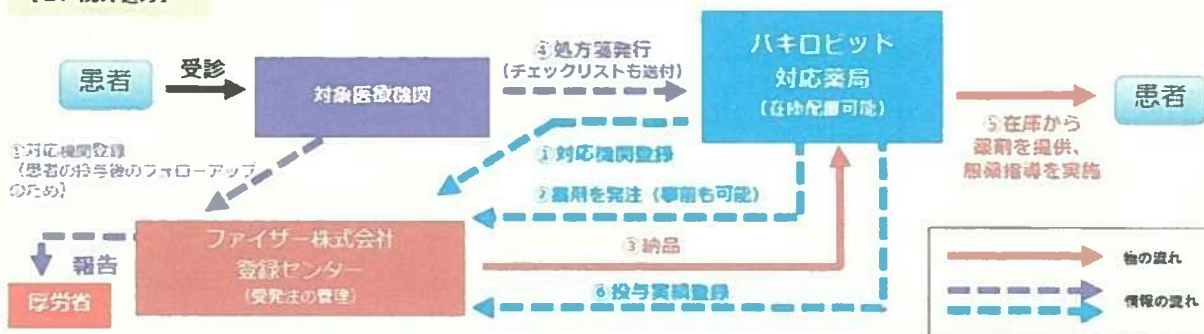 患者
受診
対象医療機関
④処方箋発行
(チェックリストも送付)
パキロビット
対応薬局
(在庫配置可能)
⑤在庫から
薬剤を提供、
服薬指導を実施
患者
①対応機関登録
(患者の投与後のフォローアップ
のため)
①対応機関登録
②薬剤を発注(事前も可能)
③納品
⑥投与実績登録
ファイザー株式会社
登録センター
(受発注の管理)
報告
厚労省
物の流れ
情報の流れ